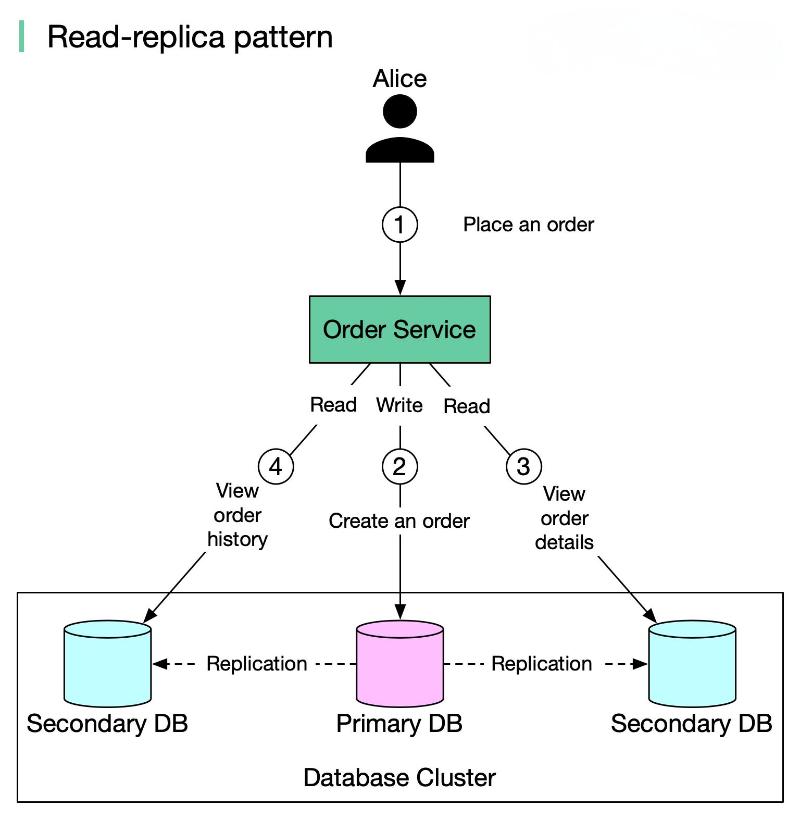 Read-replica pattern
Alice
1
Place an order
Order Service
Read Write Read
4
2
3
View
order
history
Create an order
View
order
details
Replication
Replication
Secondary DB
Primary DB
Secondary DB
Database Cluster